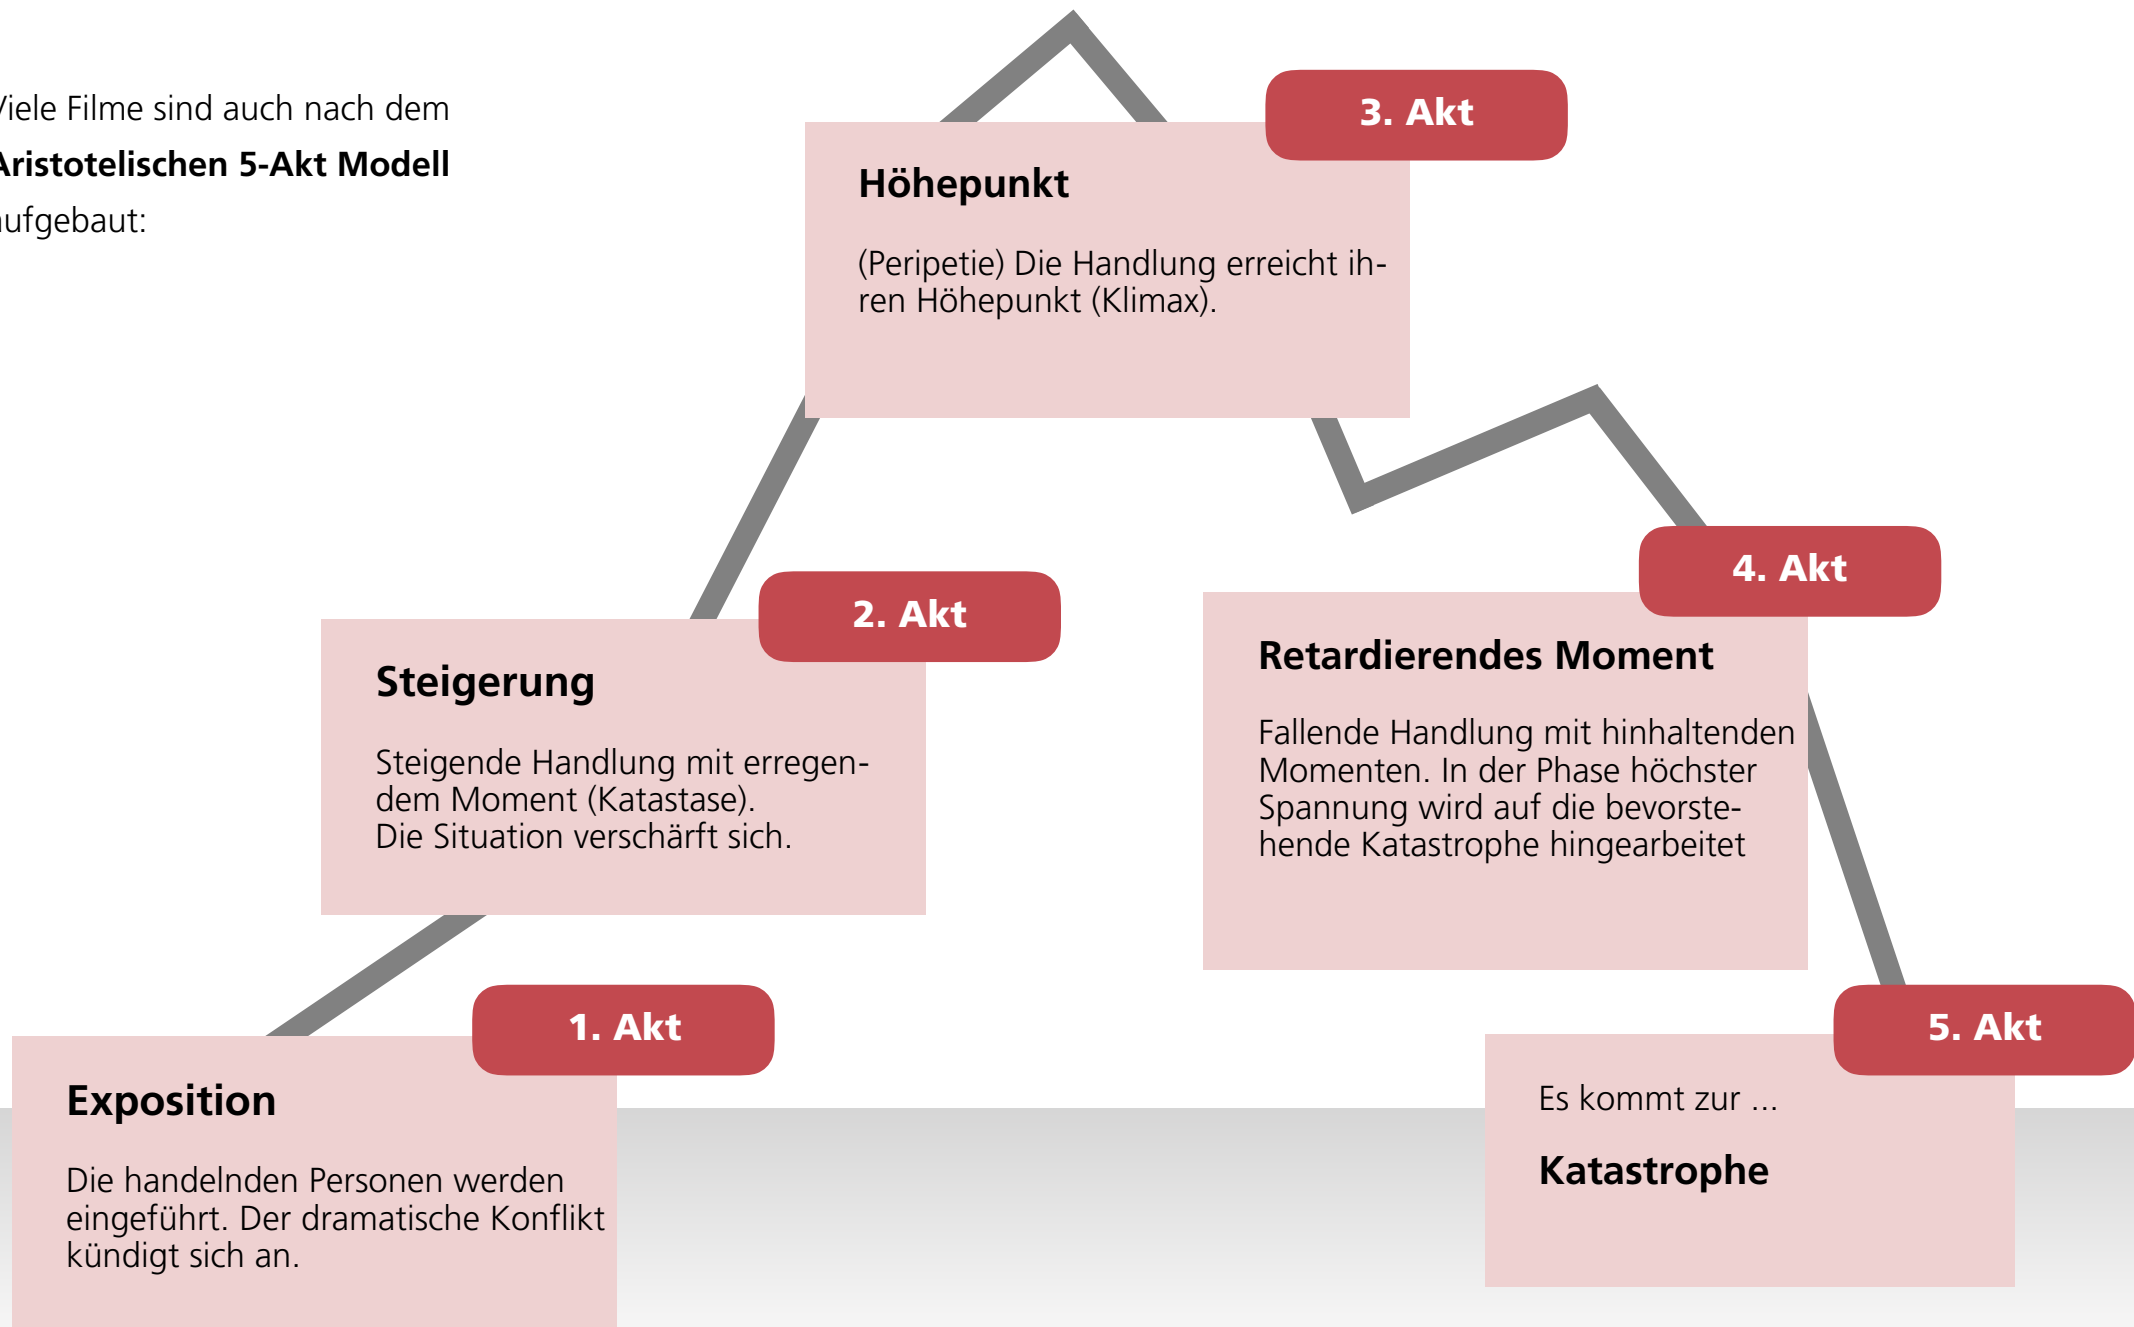 Viele Filme sind auch nach dem
Aristotelischen 5-Akt Modell
aufgebaut:
3. Akt
Höhepunkt
(Peripetie) Die Handlung erreicht ih-
ren Höhepunkt (Klimax).
2. Akt
Steigerung
Steigende Handlung mit erregen-
dem Moment (Katastase).
Die Situation verschärft sich.
4. Akt
Retardierendes Moment
Fallende Handlung mit hinhaltenden
Momenten. In der Phase höchster
Spannung wird auf die bevorste-
hende Katastrophe hingearbeitet
1. Akt
Exposition
Die handelnden Personen werden
eingeführt. Der dramatische Konflikt
kündigt sich an.
5. Akt
Es kommt zur ...
Katastrophe